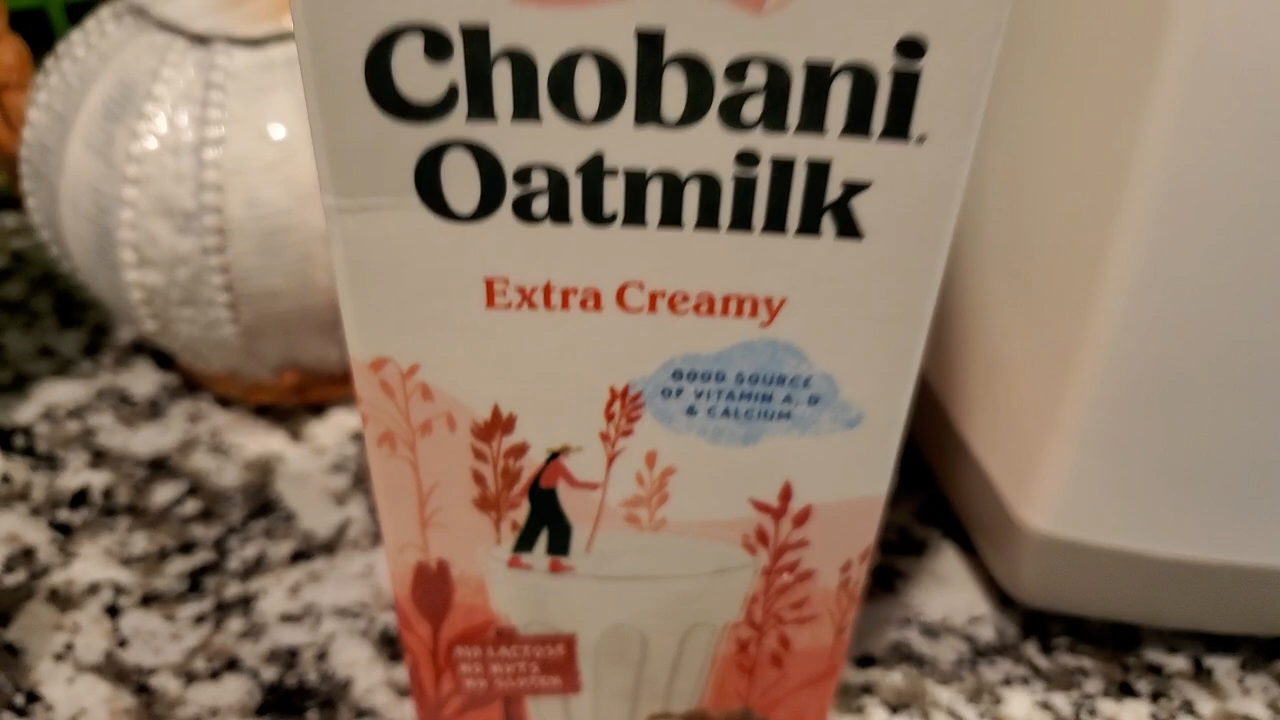 Chobani
Oatmilk
Extra Creamy
GOOD SOURCE
OF VITAMIN A, D
& CALCIUM
NO LACTOSE
NO NUTS
NO GLUTEN